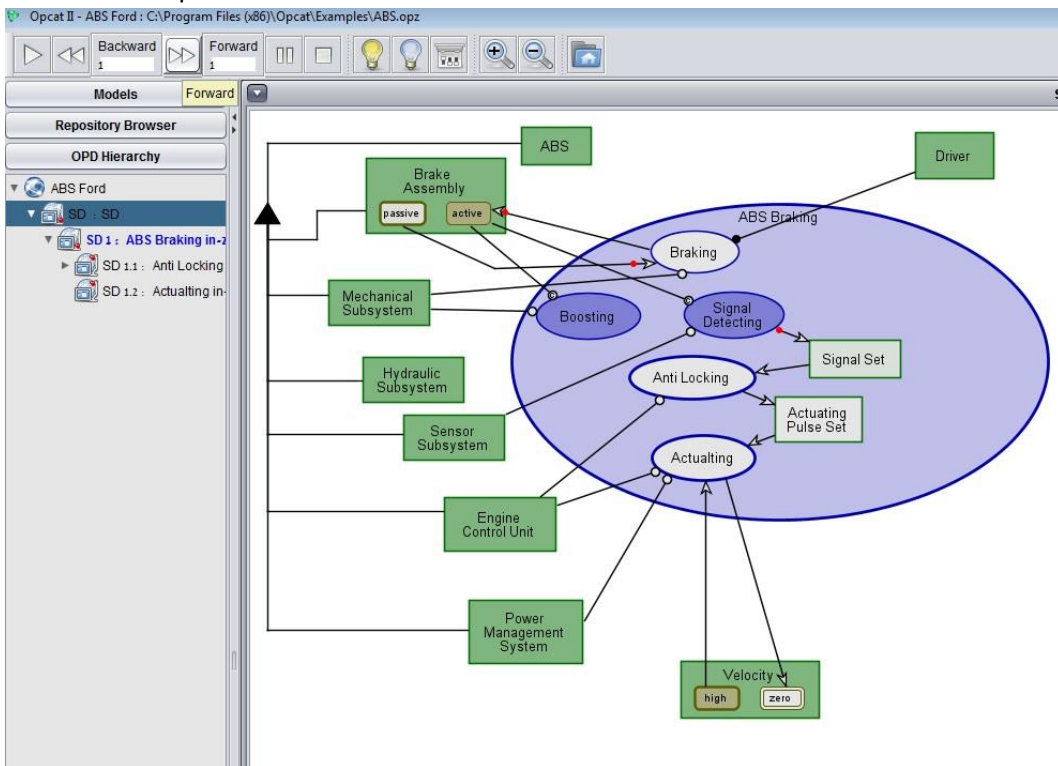 Opcat II - ABS Ford : C:\Program Files (x86)\Opcat\Examples\ABS.opz
Backward
1
Forward
1
Models
Forward
Repository Browser
OPD Hierarchy
ABS Ford
SD : SD
SD 1 : ABS Braking in-z
SD 1.1 : Anti Locking
SD 1.2 : Actualting in-
ABS
Driver
Brake
Assembly
passive
active
ABS Braking
Braking
Mechanical
Subsystem
Boosting
Signal
Detecting
Signal Set
Hydraulic
Subsystem
Anti Locking
Actuating
Pulse Set
Sensor
Subsystem
Actualting
Engine
Control Unit
Power
Management
System
Velocity
high
zero